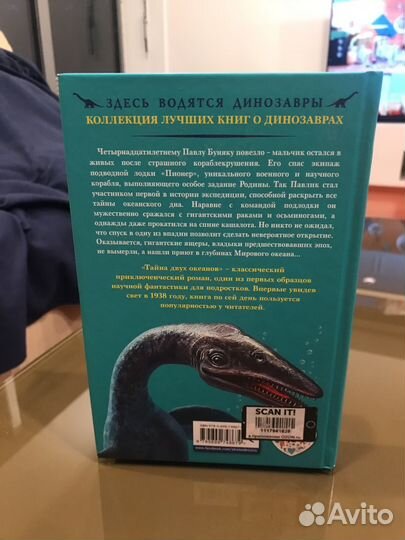 ЗДЕСЬ ВОДЯТСЯ ДИНОЗАВРЫ
КОЛЛЕКЦИЯ ЛУЧШИХ КНИГ О ДИНОЗАВРАХ
Четырнадцатилетнему Павлу Буняку повезло – мальчик остался в
живых после страшного кораблекрушения. Его спас экипаж
подводной лодки «Пионер», уникального военного и научного
корабля, выполняющего особое задание Родины. Так Павлик стал
участником первой в истории экспедиции, способной раскрыть все
тайны океанского дна. Наравне с командой подлодки он
мужественно сражался с гигантскими раками и осьминогами, а
однажды даже прокатился на спине кашалота. Но никто не ожидал,
что спуск в одну из впадин позволит сделать невероятное открытие.
Оказывается, гигантские ящеры, владыки предшествовавших эпох,
не вымерли, а нашли приют в глубинах Мирового океана...
«Тайна двух океанов» – классический
приключенческий роман, один из первых образцов
научной фантастики для подростков. Впервые увидев
свет в 1938 году, книга по сей день пользуется
популярностью у читателей.
SCAN IT!
в приложении OZON.ru
Avito